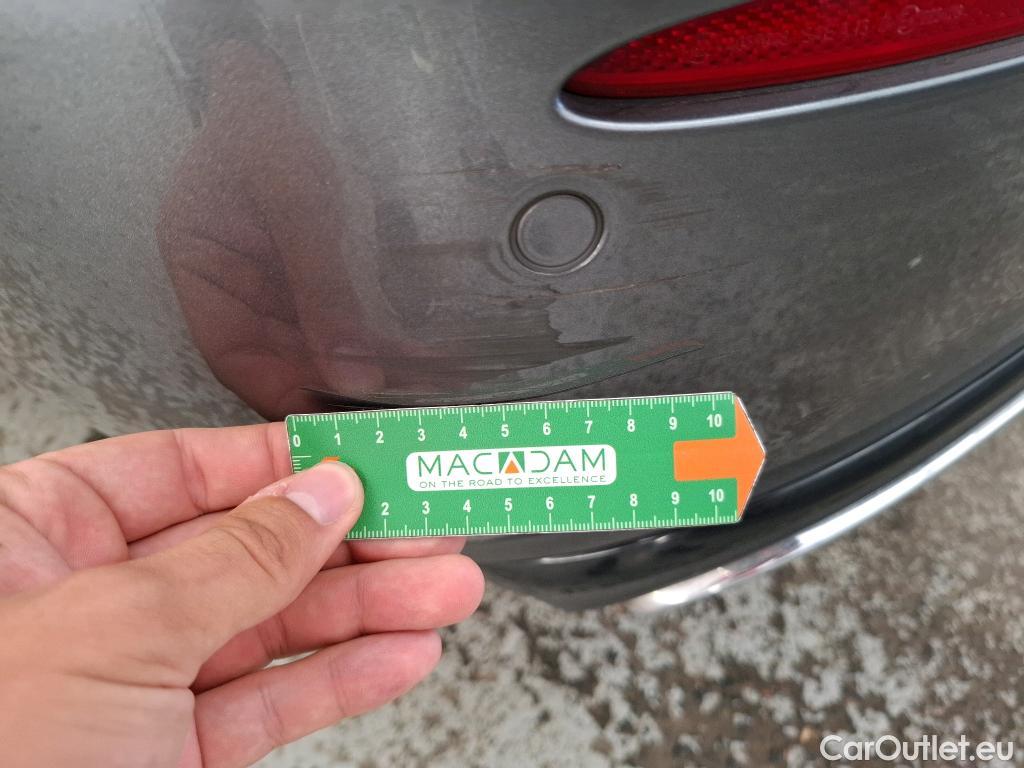 0 1 2 3 4 5 6 7 8 9 10
MACADAM
ON THE ROAD TO EXCELLENCE
2 3 4 5 6 7 8 9 10
CarOutlet.eu